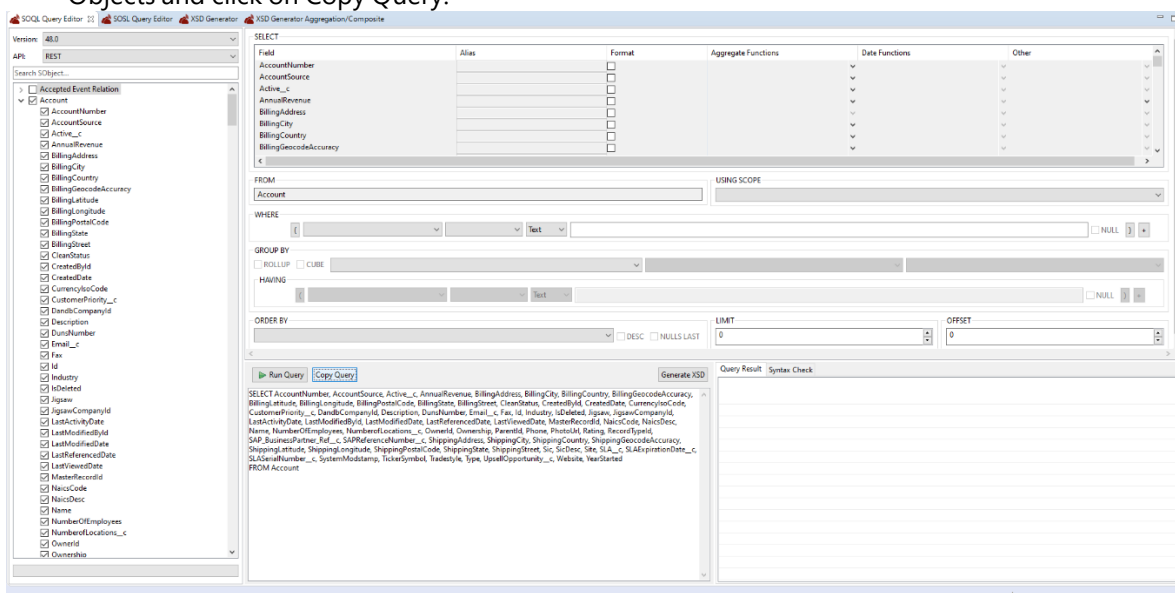 Objects and click on Copy Query.
SOQL Query Editor SOSL Query Editor XSD Generator XSD Generator Aggregation/Composite
Version: 48.0
API: REST
Search SObject...
Accepted Event Relation
Account
AccountNumber
AccountSource
Active__c
AnnualRevenue
BillingAddress
BillingCity
BillingCountry
BillingGeocodeAccuracy
BillingLatitude
BillingLongitude
BillingPostalCode
BillingState
BillingStreet
CleanStatus
CreatedById
CreatedDate
CurrencyIsoCode
CustomerPriority__c
DandbCompanyId
Description
DunsNumber
Email__c
Fax
Id
Industry
IsDeleted
Jigsaw
JigsawCompanyId
LastActivityDate
LastModifiedById
LastModifiedDate
LastReferencedDate
LastViewedDate
MasterRecordId
NaicsCode
NaicsDesc
Name
NumberOfEmployees
NumberofLocations__c
OwnerId
Ownership
SELECT
Field Alias Format Aggregate Functions Date Functions Other
AccountNumber
AccountSource
Active__c
AnnualRevenue
BillingAddress
BillingCity
BillingCountry
BillingGeocodeAccuracy
FROM USING SCOPE
Account
WHERE
( Text NULL ) +
GROUP BY
ROLLUP CUBE
HAVING
( Text NULL ) +
ORDER BY LIMIT OFFSET
DESC NULLS LAST 0 0
Run Query Copy Query Generate XSD
SELECT AccountNumber, AccountSource, Active__c, AnnualRevenue, BillingAddress, BillingCity, BillingCountry, BillingGeocodeAccuracy,
BillingLatitude, BillingLongitude, BillingPostalCode, BillingState, BillingStreet, CleanStatus, CreatedById, CreatedDate, CurrencyIsoCode,
CustomerPriority__c, DandbCompanyId, Description, DunsNumber, Email__c, Fax, Id, Industry, IsDeleted, Jigsaw, JigsawCompanyId,
LastActivityDate, LastModifiedById, LastModifiedDate, LastReferencedDate, LastViewedDate, MasterRecordId, NaicsCode, NaicsDesc,
Name, NumberOfEmployees, NumberofLocations__c, OwnerId, Ownership, ParentId, Phone, PhotoUrl, Rating, RecordTypeId,
SAP_BusinessPartner_Ref__c, SAPReferenceNumber__c, ShippingAddress, ShippingCity, ShippingCountry, ShippingGeocodeAccuracy,
ShippingLatitude, ShippingLongitude, ShippingPostalCode, ShippingState, ShippingStreet, Sic, SicDesc, Site, SLA__c, SLAExpirationDate__c,
SLASerialNumber__c, SystemModstamp, TickerSymbol, Tradestyle, Type, UpsellOpportunity__c, Website, YearStarted
FROM Account
Query Result Syntax Check